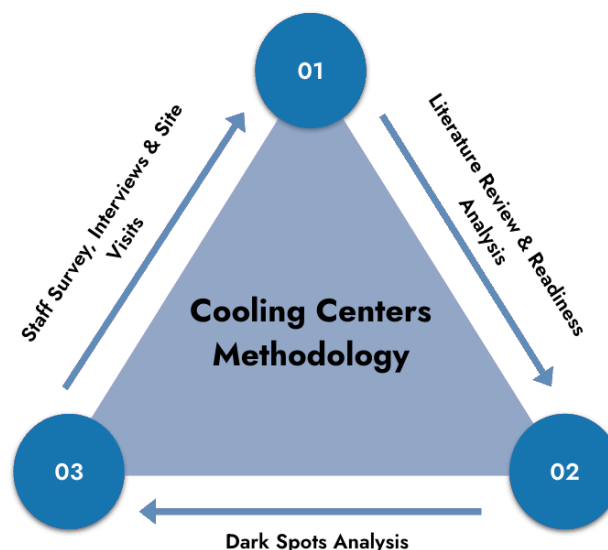 01
Literature Review & Readiness
Analysis
Staff Survey, Interviews & Site
Visits
Cooling Centers
Methodology
03
02
Dark Spots Analysis